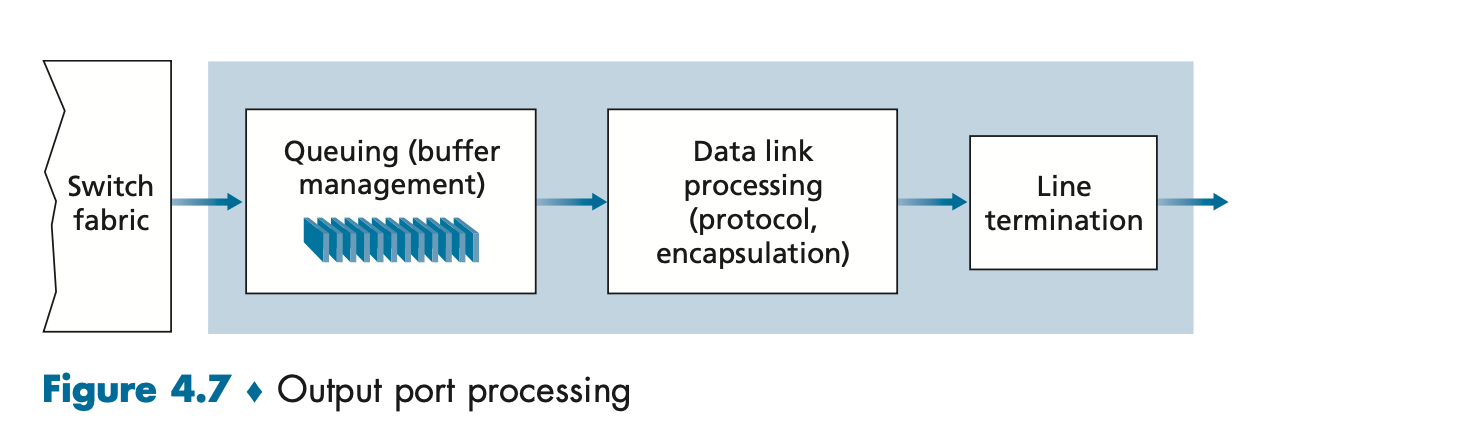 Switch
fabric
Queuing (buffer
management)
Data link
processing
(protocol,
encapsulation)
Line
termination
Figure 4.7 ♦ Output port processing